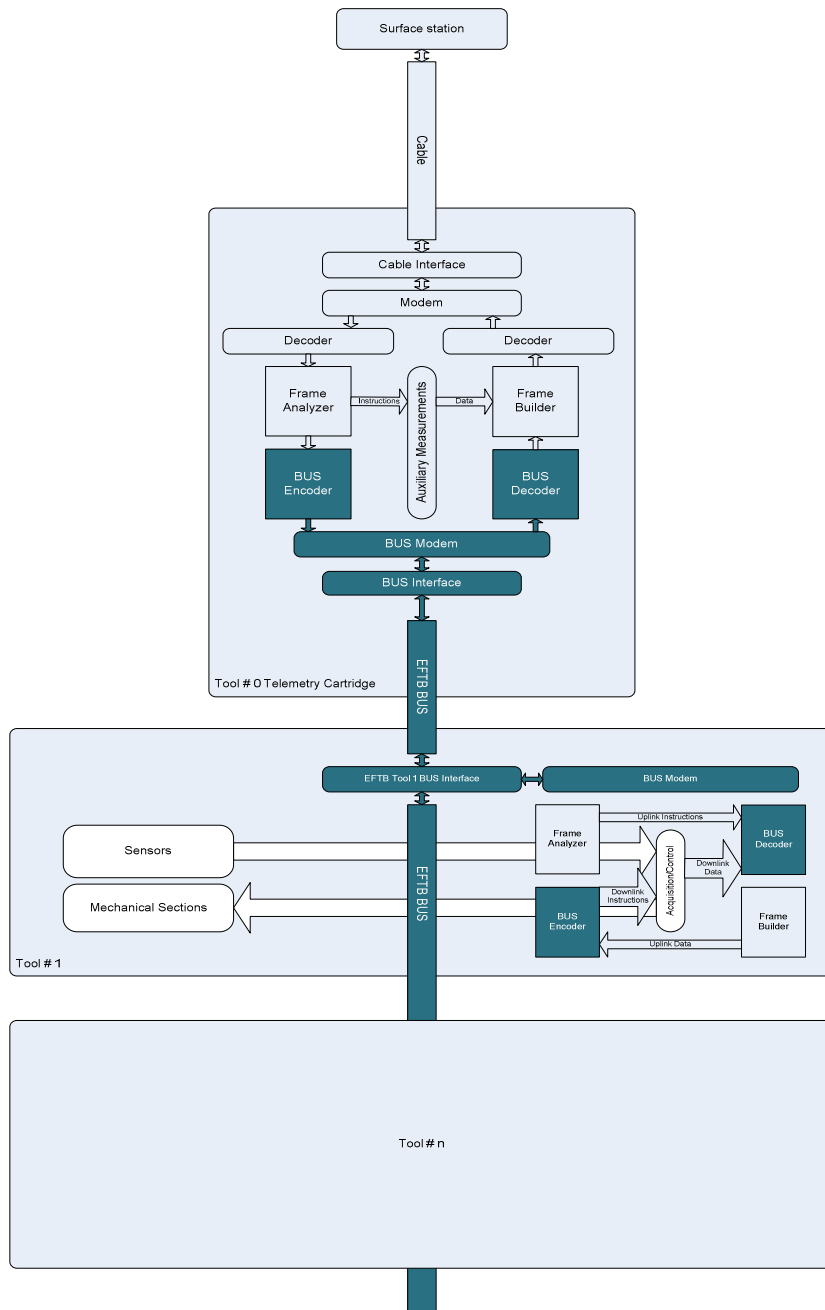 Surface station
Cable
Cable Interface
Modem
Decoder
Decoder
Frame
Analyzer
Instructions
Auxiliary Measurements
Data
Frame
Builder
BUS
Encoder
BUS
Decoder
BUS Modem
BUS Interface
EFTB BUS
Tool # 0 Telemetry Cartridge
EFTB Tool 1 BUS Interface
BUS Modem
Sensors
EFTB BUS
Frame
Analyzer
Uplink Instructions
BUS
Decoder
Acquisition/Control
Downlink
Data
Mechanical Sections
BUS
Encoder
Downlink
Instructions
Uplink Data
Frame
Builder
Tool # 1
Tool # n